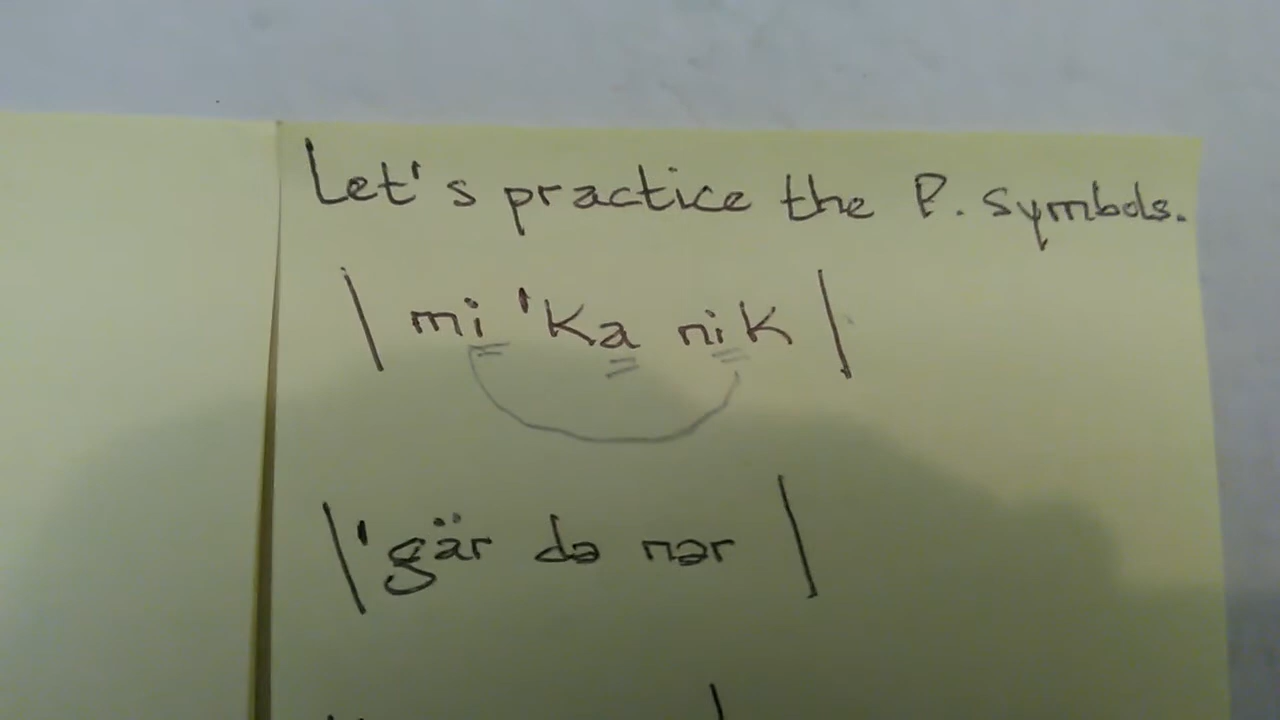 Let's practice the P. symbols.
\ mi 'ka nik \
\ 'gär də nər \